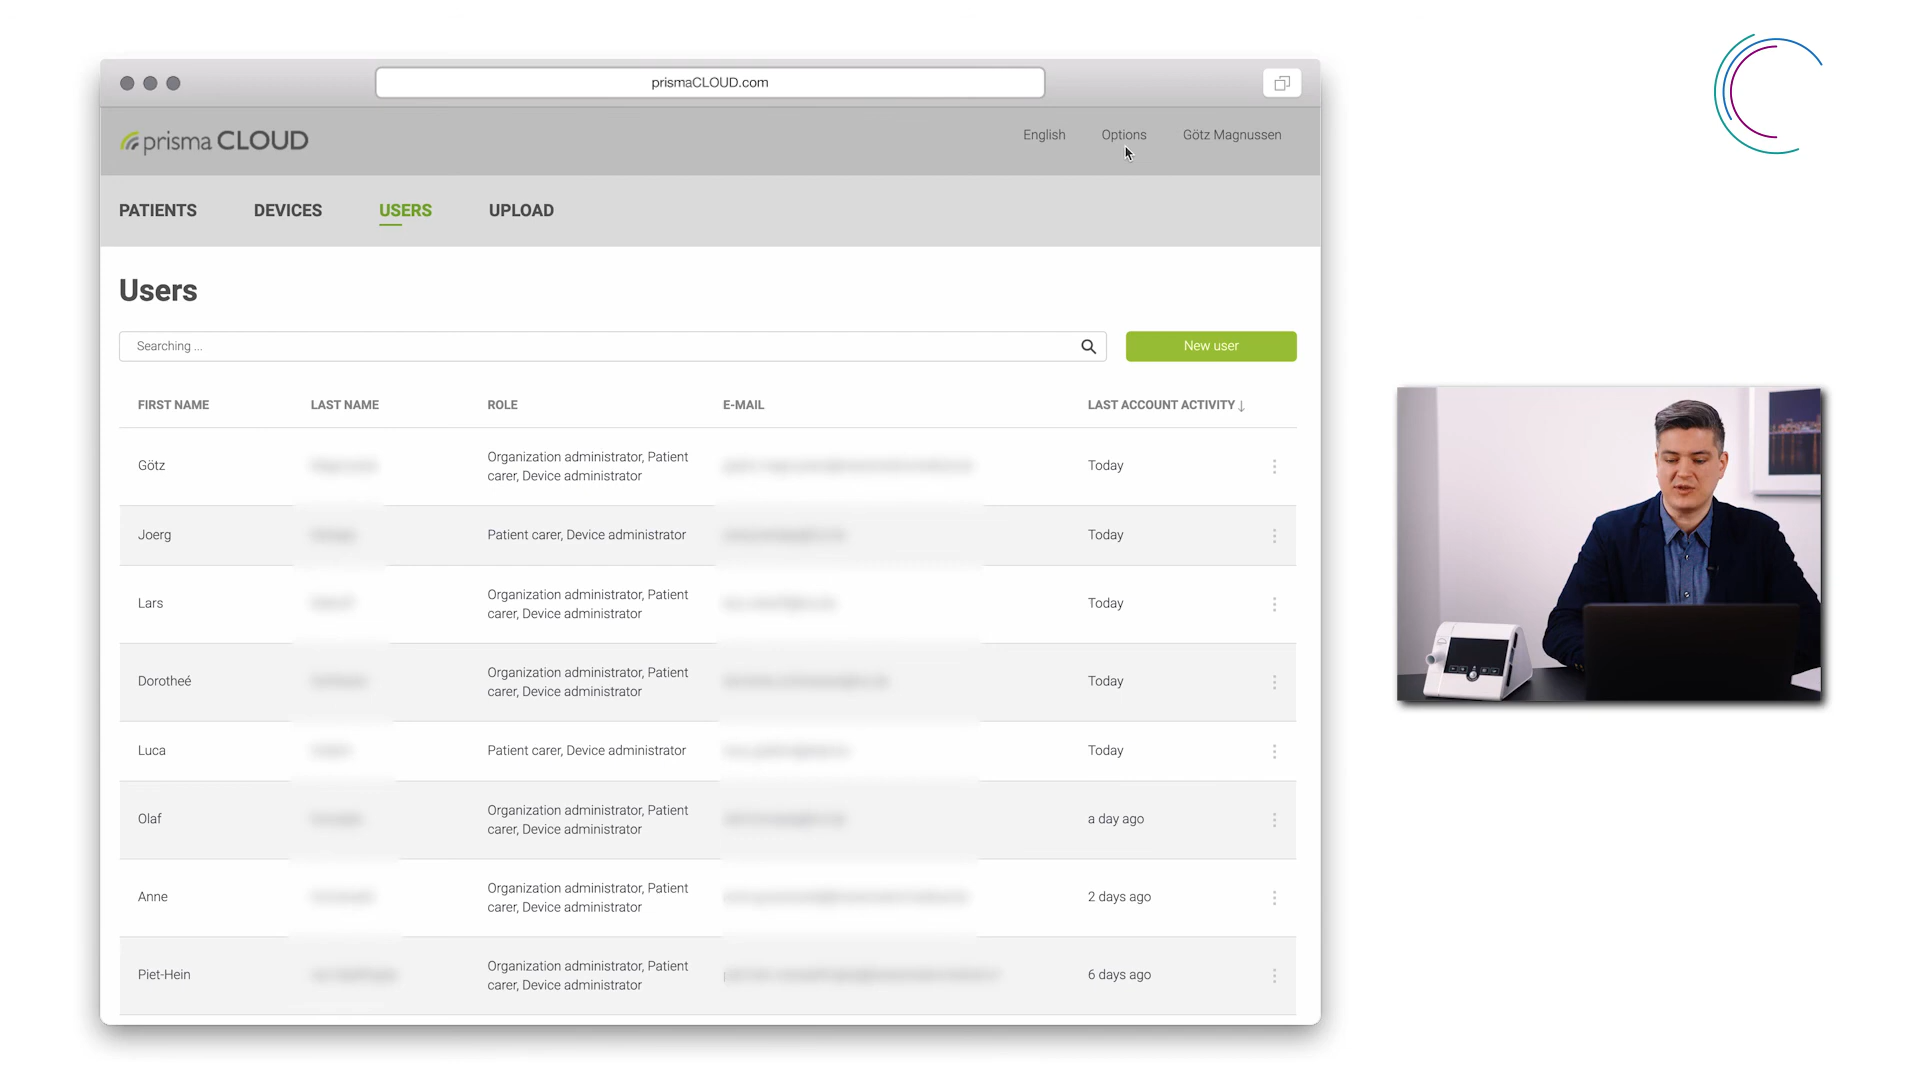 prismaCLOUD.com
prisma CLOUD
English Options Götz Magnussen
PATIENTS DEVICES USERS UPLOAD
Users
Searching ...
New user
FIRST NAME LAST NAME ROLE E-MAIL LAST ACCOUNT ACTIVITY↓
Götz Organization administrator, Patient Today
carer, Device administrator
Joerg Patient carer, Device administrator Today
Lars Organization administrator, Patient Today
carer, Device administrator
Dorotheé Organization administrator, Patient Today
carer, Device administrator
Luca Patient carer, Device administrator Today
Olaf Organization administrator, Patient a day ago
carer, Device administrator
Anne Organization administrator, Patient 2 days ago
carer, Device administrator
Piet-Hein Organization administrator, Patient 6 days ago
carer, Device administrator